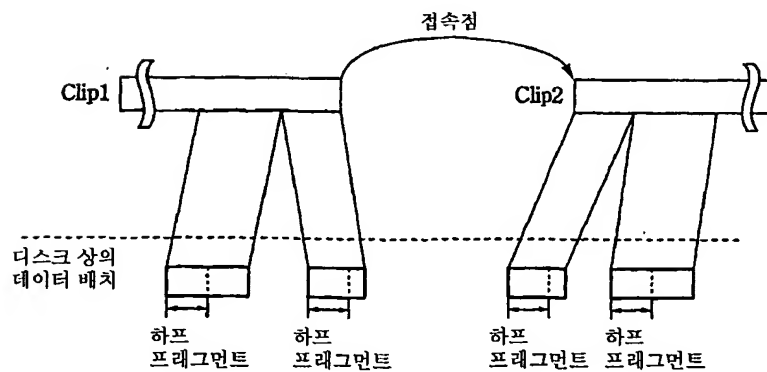 접속점
Clip1
Clip2
디스크 상의
데이터 배치
하프
프래그먼트
하프
프래그먼트
하프
프래그먼트
하프
프래그먼트